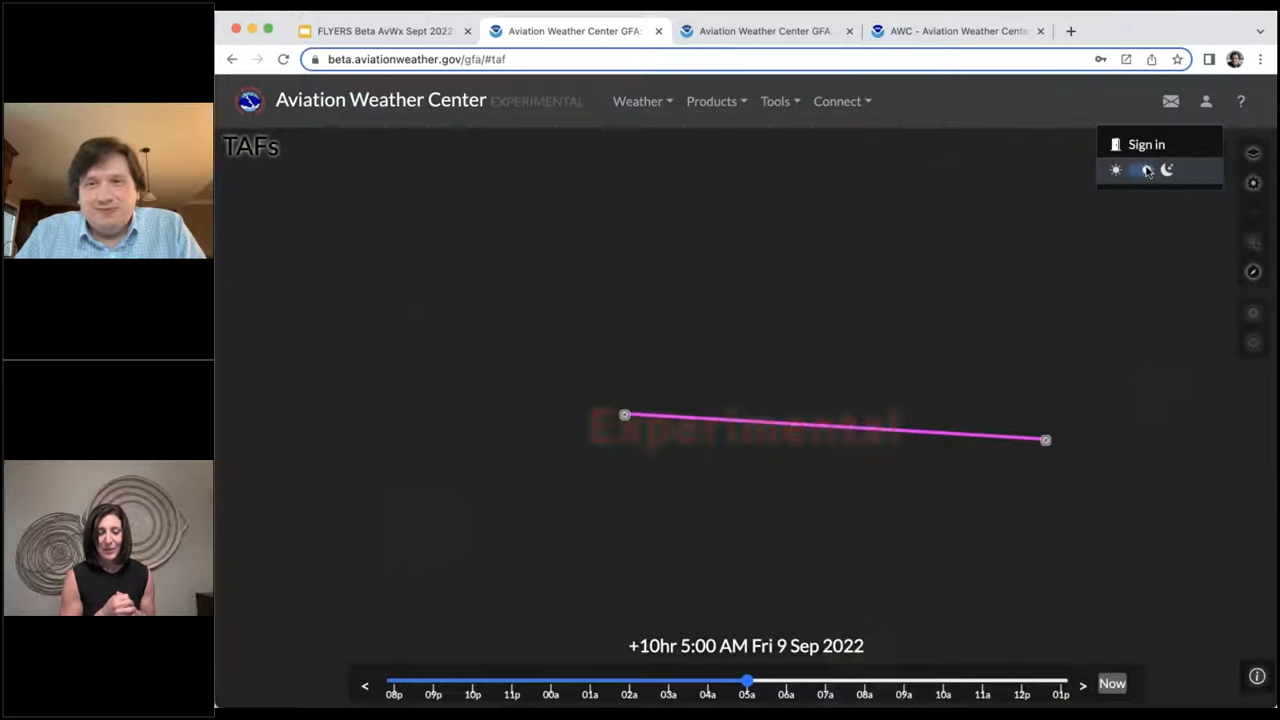 FLYERS Beta AvWx Sept 2022
Aviation Weather Center GFA:
Aviation Weather Center GFA:
AWC - Aviation Weather Cente
beta.aviationweather.gov/gfa/#taf
Aviation Weather Center EXPERIMENTAL
Weather Products Tools Connect ?
TAFs
Sign in
Experimental
+10hr 5:00 AM Fri 9 Sep 2022
< 08p 09p 10p 11p 00a 01a 02a 03a 04a 05a 06a 07a 08a 09a 10a 11a 12p 01p > Now